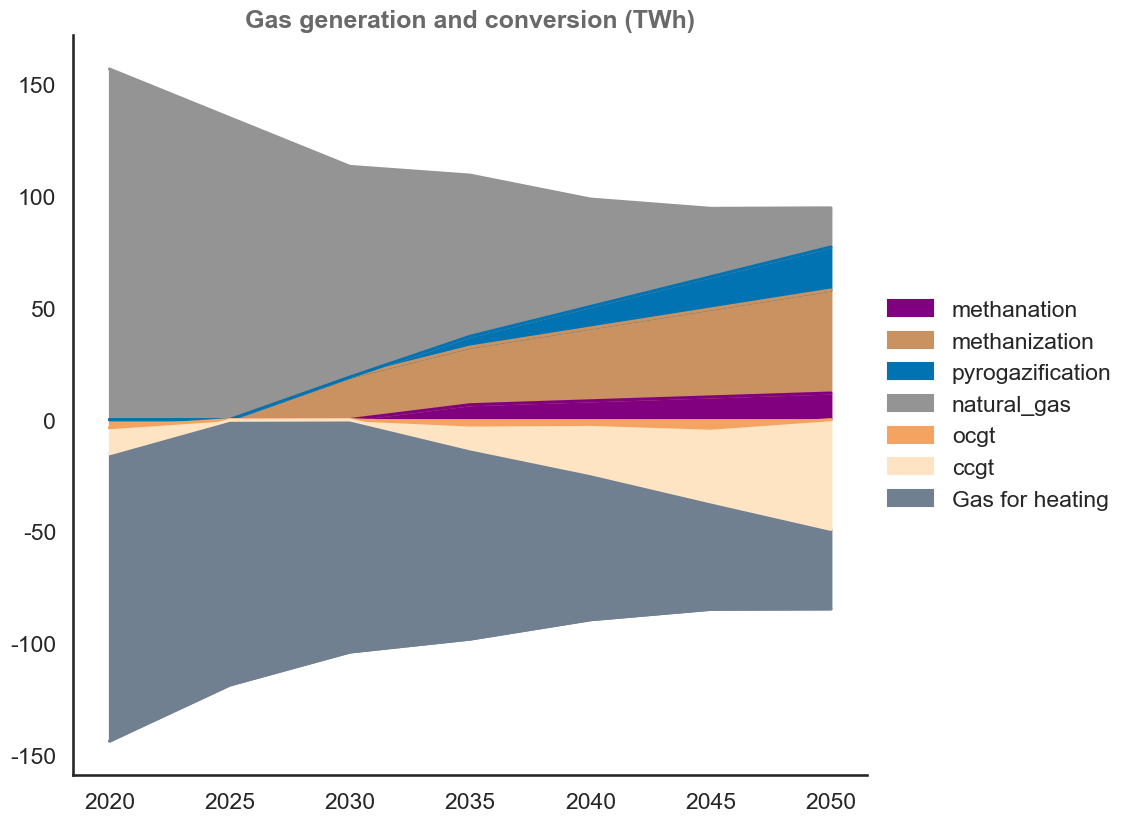 Gas generation and conversion (TWh)
150
100
50
0
-50
-100
-150
2020 2025 2030 2035 2040 2045 2050
methanation
methanization
pyrogazification
natural_gas
ocgt
ccgt
Gas for heating